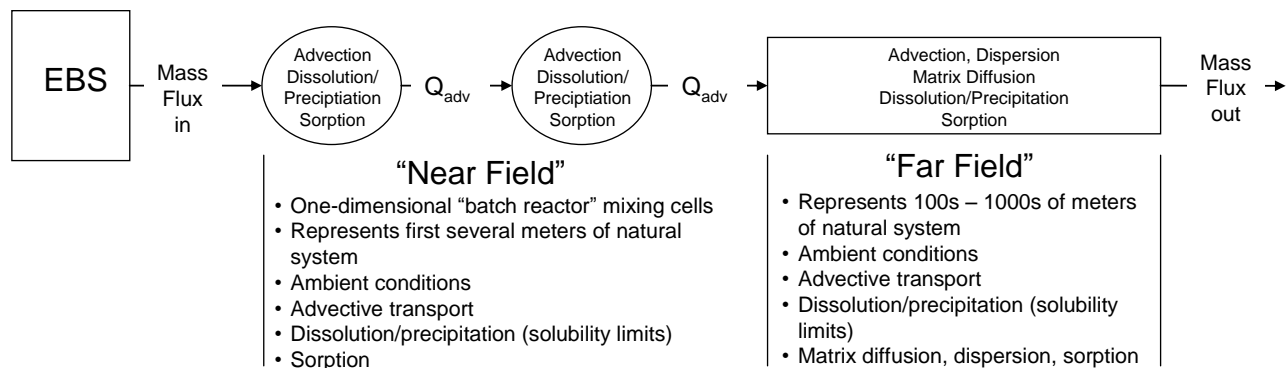 EBS
Mass
Flux
in
Advection
Dissolution/
Preciptiation
Sorption
Qadv
Advection
Dissolution/
Preciptiation
Sorption
Qadv
Advection, Dispersion
Matrix Diffusion
Dissolution/Precipitation
Sorption
Mass
Flux
out
“Near Field”
• One-dimensional “batch reactor” mixing cells
• Represents first several meters of natural
system
• Ambient conditions
• Advective transport
• Dissolution/precipitation (solubility limits)
• Sorption
“Far Field”
• Represents 100s – 1000s of meters
of natural system
• Ambient conditions
• Advective transport
• Dissolution/precipitation (solubility
limits)
• Matrix diffusion, dispersion, sorption